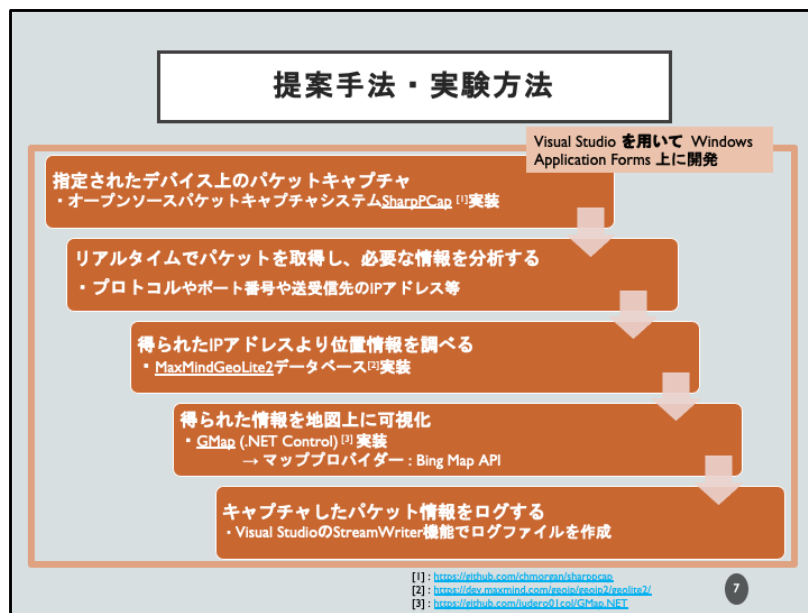 提案手法・実験方法
Visual Studio を用いて Windows
Application Forms 上に開発
指定されたデバイス上のパケットキャプチャ
・オープンソースパケットキャプチャシステムSharpPCap [1]実装
リアルタイムでパケットを取得し、必要な情報を分析する
・プロトコルやポート番号や送受信先のIPアドレス等
得られたIPアドレスより位置情報を調べる
・MaxMindGeoLite2データベース[2]実装
得られた情報を地図上に可視化
・GMap (.NET Control) [3] 実装
→ マッププロバイダー : Bing Map API
キャプチャしたパケット情報をログする
・Visual StudioのStreamWriter機能でログファイルを作成
[1] : https://github.com/chmorgan/sharppcap
[2] : https://dev.maxmind.com/geoip/geoip2/geolite2/
[3] : https://github.com/judero01col/GMap.NET
7